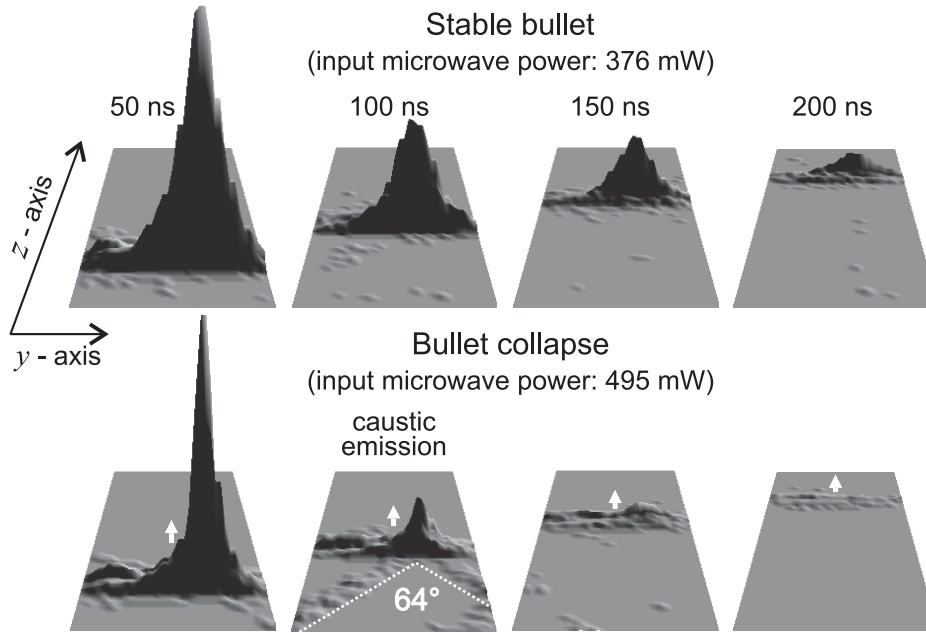 Stable bullet
(input microwave power: 376 mW)
50 ns
100 ns
150 ns
200 ns
z - axis
y - axis
Bullet collapse
(input microwave power: 495 mW)
caustic
emission
64°